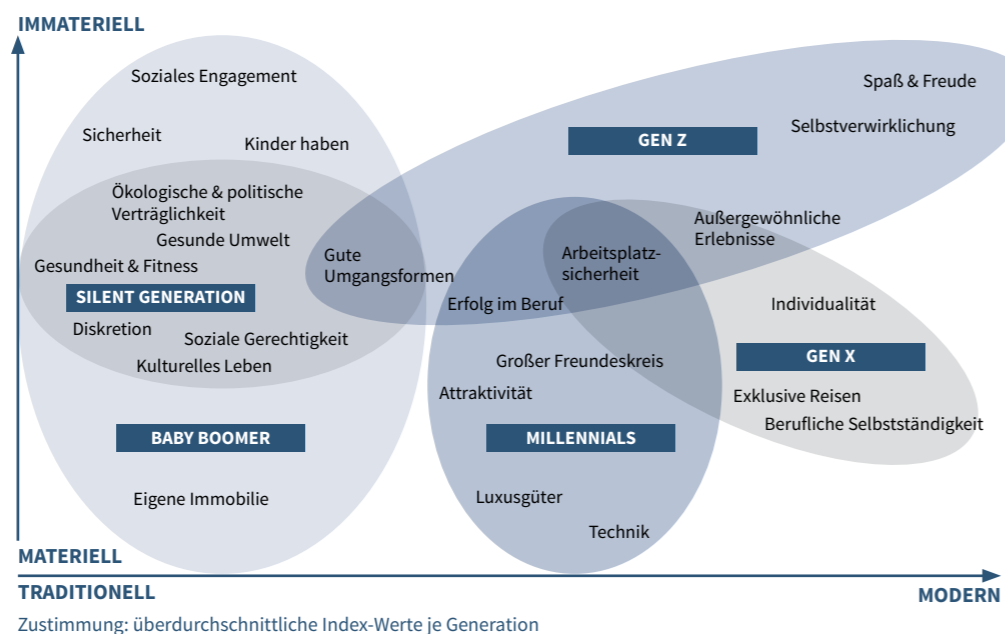 IMMATERIELL
Soziales Engagement
Spaß & Freude
Sicherheit
Kinder haben
GEN Z
Selbstverwirklichung
Ökologische & politische
Verträglichkeit
Gesunde Umwelt
Gesundheit & Fitness
Gute
Umgangsformen
Arbeitsplatz-
sicherheit
Außergewöhnliche
Erlebnisse
SILENT GENERATION
Erfolg im Beruf
Individualität
Diskretion
Soziale Gerechtigkeit
Kulturelles Leben
Großer Freundeskreis
GEN X
Attraktivität
Exklusive Reisen
Berufliche Selbstständigkeit
BABY BOOMER
MILLENNIALS
Eigene Immobilie
Luxusgüter
Technik
MATERIELL
TRADITIONELL
MODERN
Zustimmung: überdurchschnittliche Index-Werte je Generation